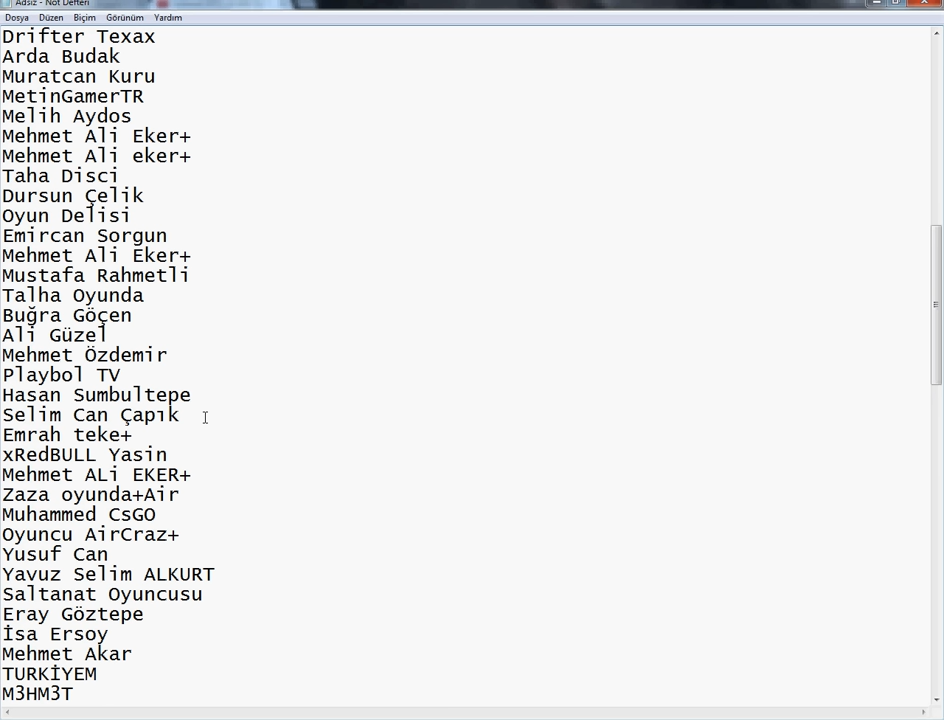 Adsız - Not Defteri
Dosya Düzen Biçim Görünüm Yardım
Drifter Texax
Arda Budak
Muratcan Kuru
MetinGamerTR
Melih Aydos
Mehmet Ali Eker+
Mehmet Ali eker+
Taha Disci
Dursun Çelik
Oyun Delisi
Emircan Sorgun
Mehmet Ali Eker+
Mustafa Rahmetli
Talha Oyunda
Buğra Göçen
Ali Güzel
Mehmet Özdemir
Playbol TV
Hasan Sumbultepe
Selim Can Çapık
Emrah teke+
xRedBULL Yasin
Mehmet ALi EKER+
Zaza oyunda+Air
Muhammed CsGO
Oyuncu AirCraz+
Yusuf Can
Yavuz Selim ALKURT
Saltanat Oyuncusu
Eray Göztepe
İsa Ersoy
Mehmet Akar
TURKİYEM
M3HM3T